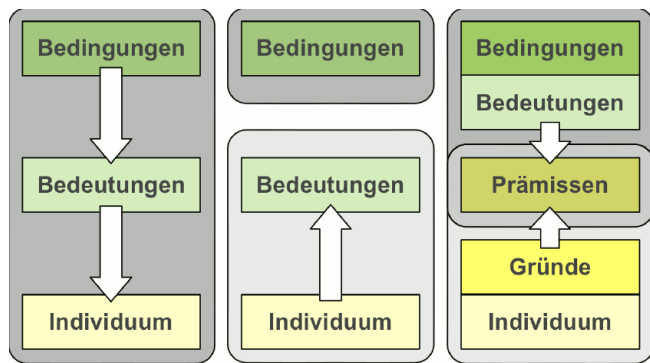 Bedingungen
Bedeutungen
Individuum
Bedingungen
Bedeutungen
Individuum
Bedingungen
Bedeutungen
Prämissen
Gründe
Individuum